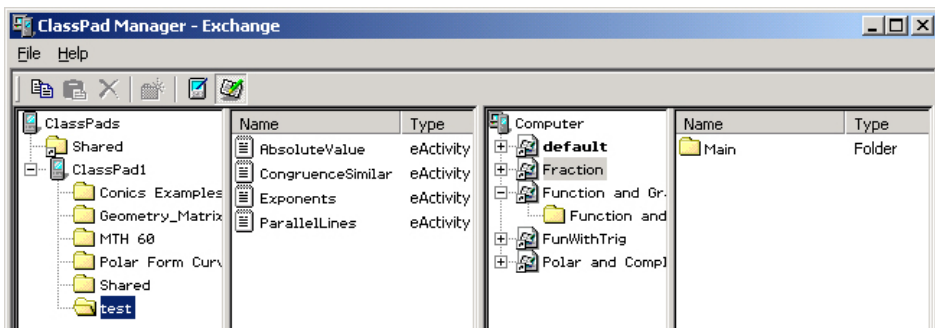 ClassPad Manager - Exchange
File Help
ClassPads
Shared
ClassPad1
Conics Examples
Geometry_Matrix
MTH 60
Polar Form Curv
Shared
test
Name Type
AbsoluteValue eActivity
CongruenceSimilar eActivity
Exponents eActivity
ParallelLines eActivity
Computer
default
Fraction
Function and Gr.
Function and
FunWithTrig
Polar and Compl
Name Type
Main Folder